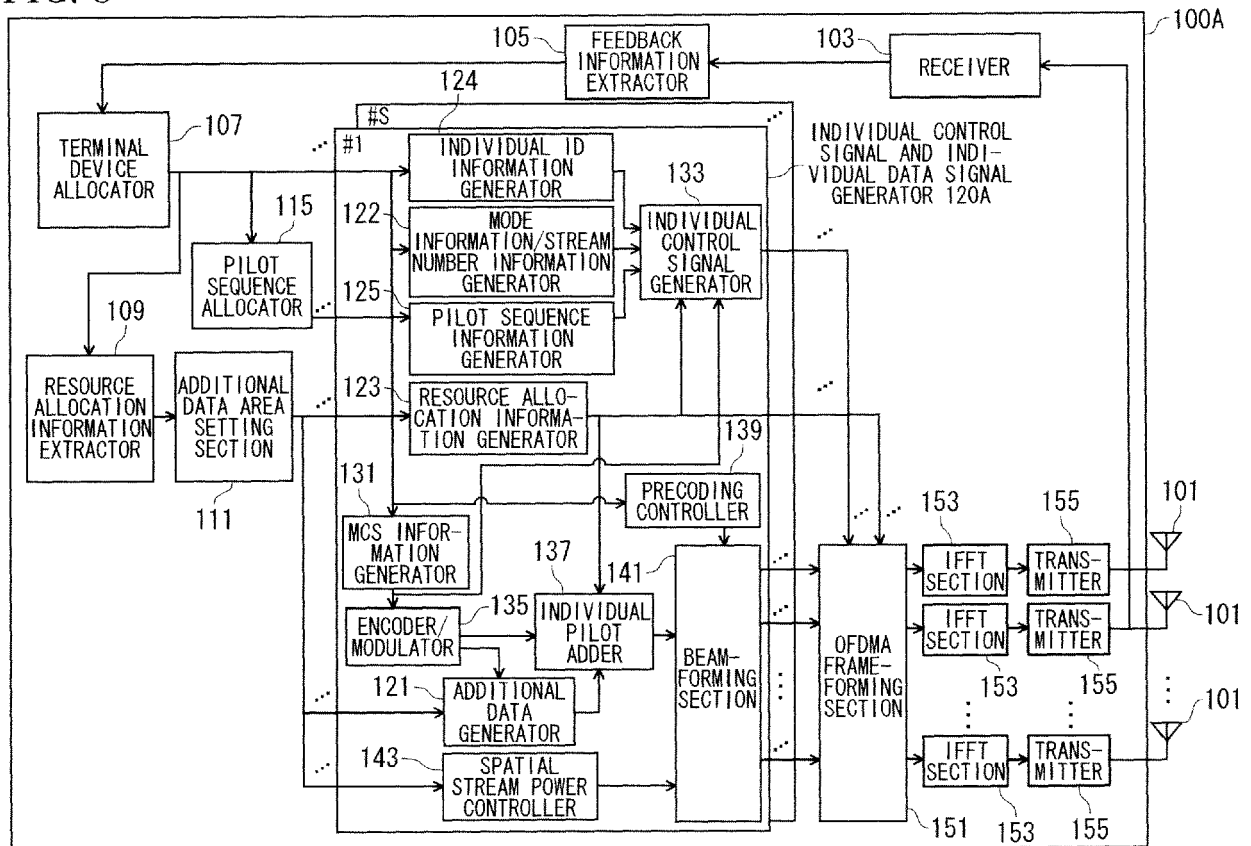 100A
105
FEEDBACK
INFORMATION
EXTRACTOR
103
RECEIVER
107
TERMINAL
DEVICE
ALLOCATOR
#S
#1
124
INDIVIDUAL ID
INFORMATION
GENERATOR
INDIVIDUAL CONTROL
SIGNAL AND INDI-
VIDUAL DATA SIGNAL
GENERATOR 120A
115
PILOT
SEQUENCE
ALLOCATOR
122
MODE
INFORMATION/STREAM
NUMBER INFORMATION
GENERATOR
133
INDIVIDUAL
CONTROL
SIGNAL
GENERATOR
125
PILOT SEQUENCE
INFORMATION
GENERATOR
109
RESOURCE
ALLOCATION
INFORMATION
EXTRACTOR
ADDITIONAL
DATA AREA
SETTING
SECTION
111
123
RESOURCE ALLO-
CATION INFORMA-
TION GENERATOR
139
PRECODING
CONTROLLER
131
MCS INFOR-
MATION
GENERATOR
137
INDIVIDUAL
PILOT
ADDER
135
ENCODER/
MODULATOR
121
ADDITIONAL
DATA
GENERATOR
143
SPATIAL
STREAM POWER
CONTROLLER
141
BEAM-
FORMING
SECTION
OFDMA
FRAME-
FORMING
SECTION
151
153
IFFT
SECTION
155
TRANS-
MITTER
101
IFFT
SECTION
153
TRANS-
MITTER
155
101
IFFT
SECTION
153
TRANS-
MITTER
155
101